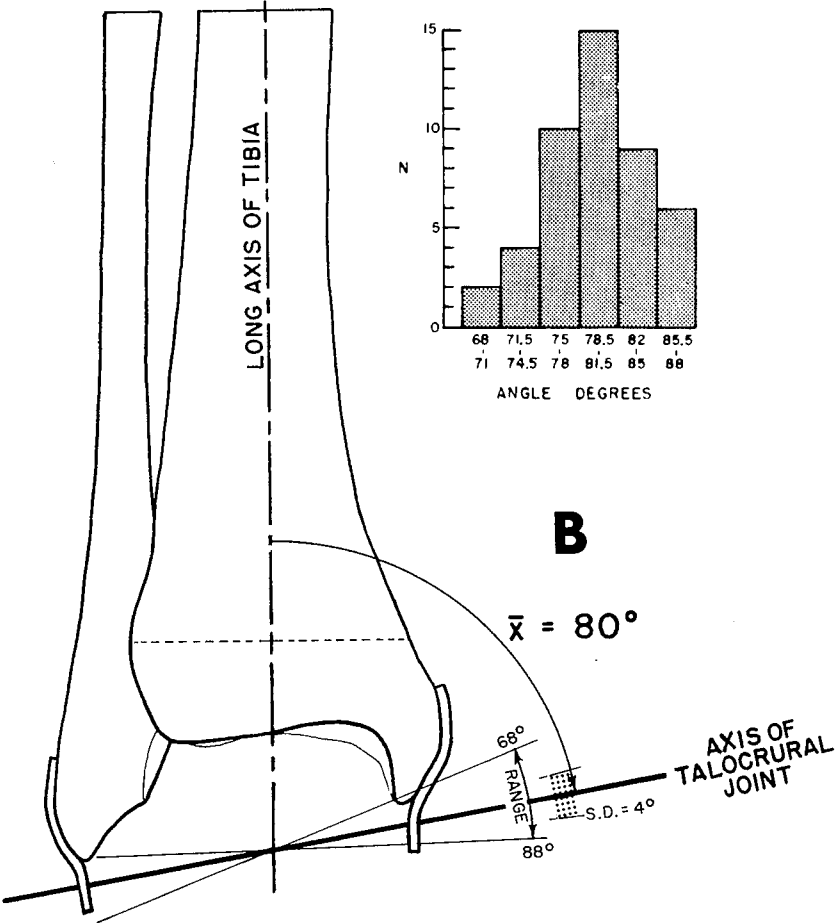 LONG AXIS OF TIBIA
15
10
5
0
N
68 71.5 75 78.5 82 85.5
71 74.5 78 81.5 85 88
ANGLE DEGREES
B
x̄ = 80°
68°
RANGE
88°
S.D. = 4°
AXIS OF
TALOCRURAL
JOINT